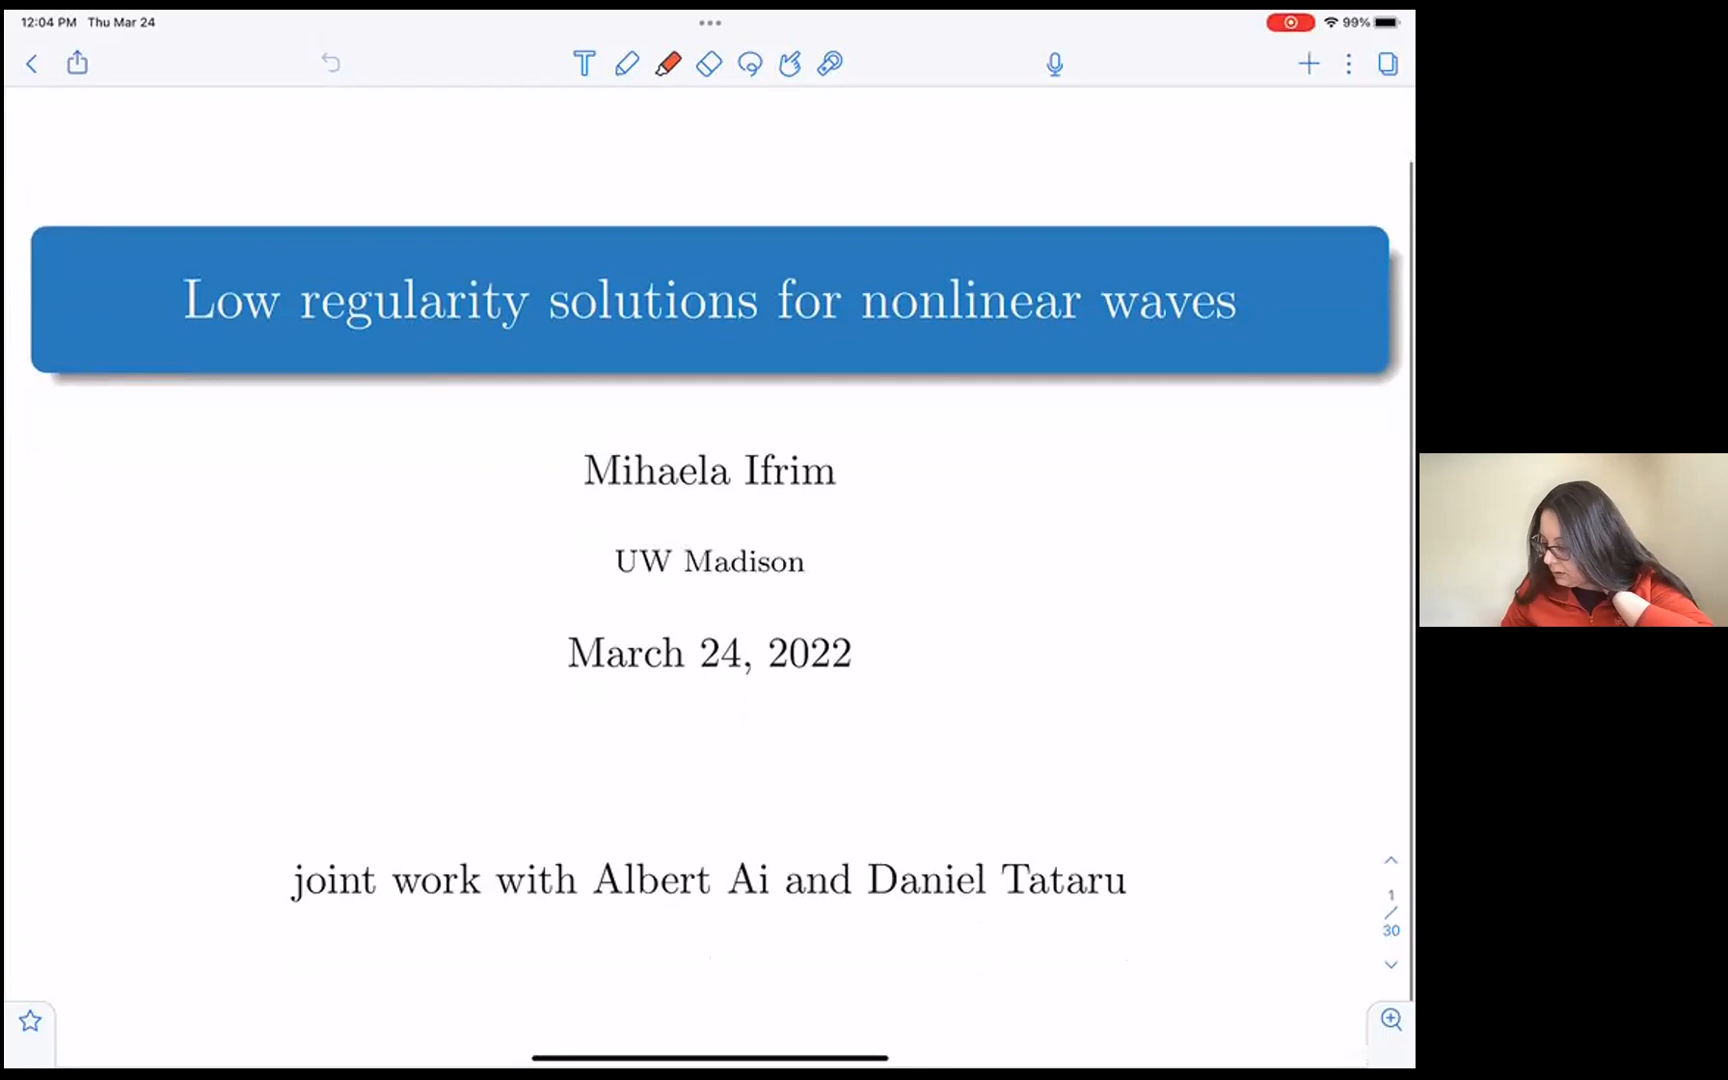 12:04 PM Thu Mar 24
99%
Low regularity solutions for nonlinear waves
Mihaela Ifrim
UW Madison
March 24, 2022
joint work with Albert Ai and Daniel Tataru
1
/
30